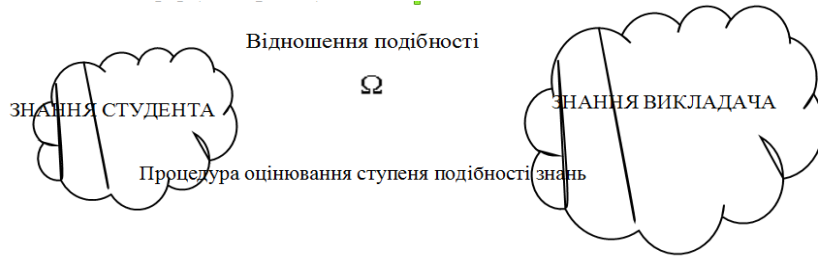 Відношення подібності
Ω
ЗНАННЯ СТУДЕНТА
ЗНАННЯ ВИКЛАДАЧА
Процедура оцінювання ступеня подібності знань